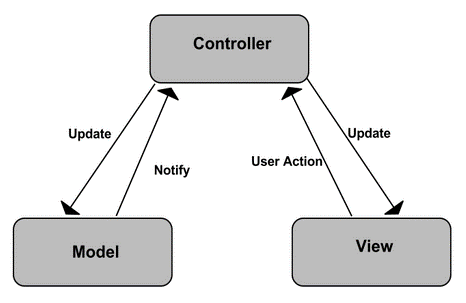 Controller
Update
Update
User Action
Notify
Model
View